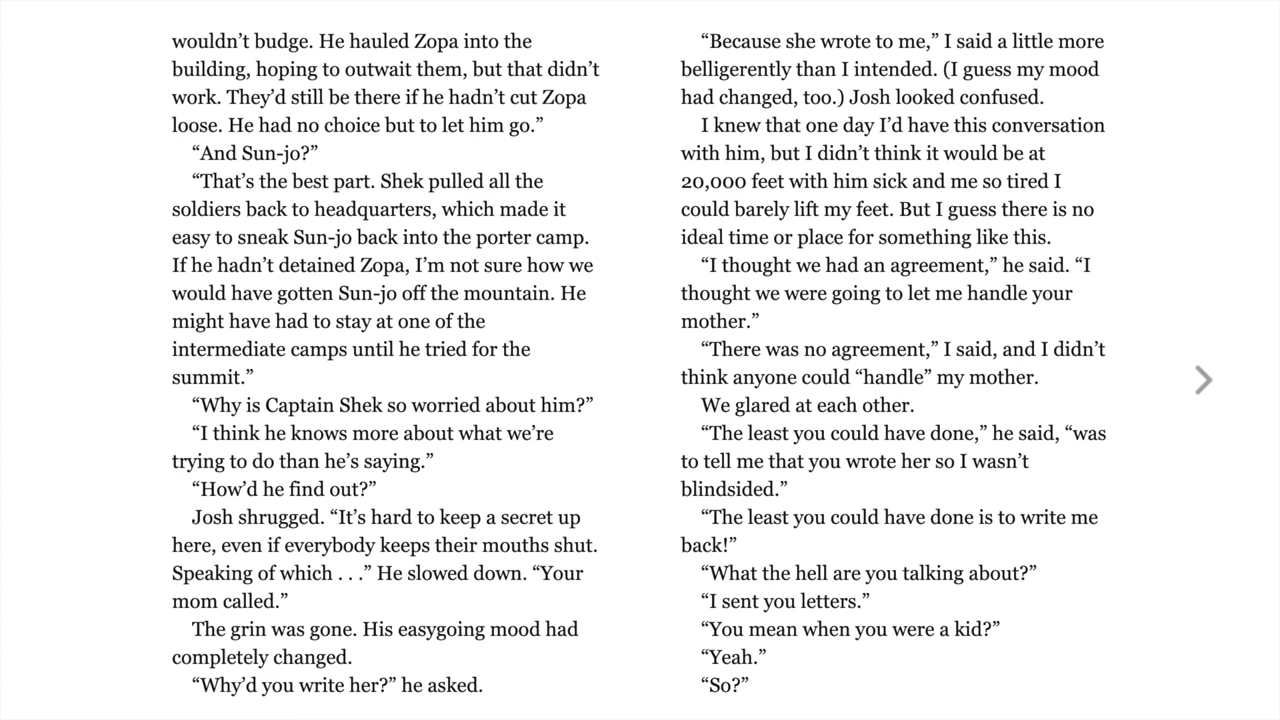 wouldn’t budge. He hauled Zopa into the
building, hoping to outwait them, but that didn’t
work. They’d still be there if he hadn’t cut Zopa
loose. He had no choice but to let him go.”
“And Sun-jo?”
“That’s the best part. Shek pulled all the
soldiers back to headquarters, which made it
easy to sneak Sun-jo back into the porter camp.
If he hadn’t detained Zopa, I’m not sure how we
would have gotten Sun-jo off the mountain. He
might have had to stay at one of the
intermediate camps until he tried for the
summit.”
“Why is Captain Shek so worried about him?”
“I think he knows more about what we’re
trying to do than he’s saying.”
“How’d he find out?”
Josh shrugged. “It’s hard to keep a secret up
here, even if everybody keeps their mouths shut.
Speaking of which . . .” He slowed down. “Your
mom called.”
The grin was gone. His easygoing mood had
completely changed.
“Why’d you write her?” he asked.
“Because she wrote to me,” I said a little more
belligerently than I intended. (I guess my mood
had changed, too.) Josh looked confused.
I knew that one day I’d have this conversation
with him, but I didn’t think it would be at
20,000 feet with him sick and me so tired I
could barely lift my feet. But I guess there is no
ideal time or place for something like this.
“I thought we had an agreement,” he said. “I
thought we were going to let me handle your
mother.”
“There was no agreement,” I said, and I didn’t
think anyone could “handle” my mother.
We glared at each other.
“The least you could have done,” he said, “was
to tell me that you wrote her so I wasn’t
blindsided.”
“The least you could have done is to write me
back!”
“What the hell are you talking about?”
“I sent you letters.”
“You mean when you were a kid?”
“Yeah.”
“So?”